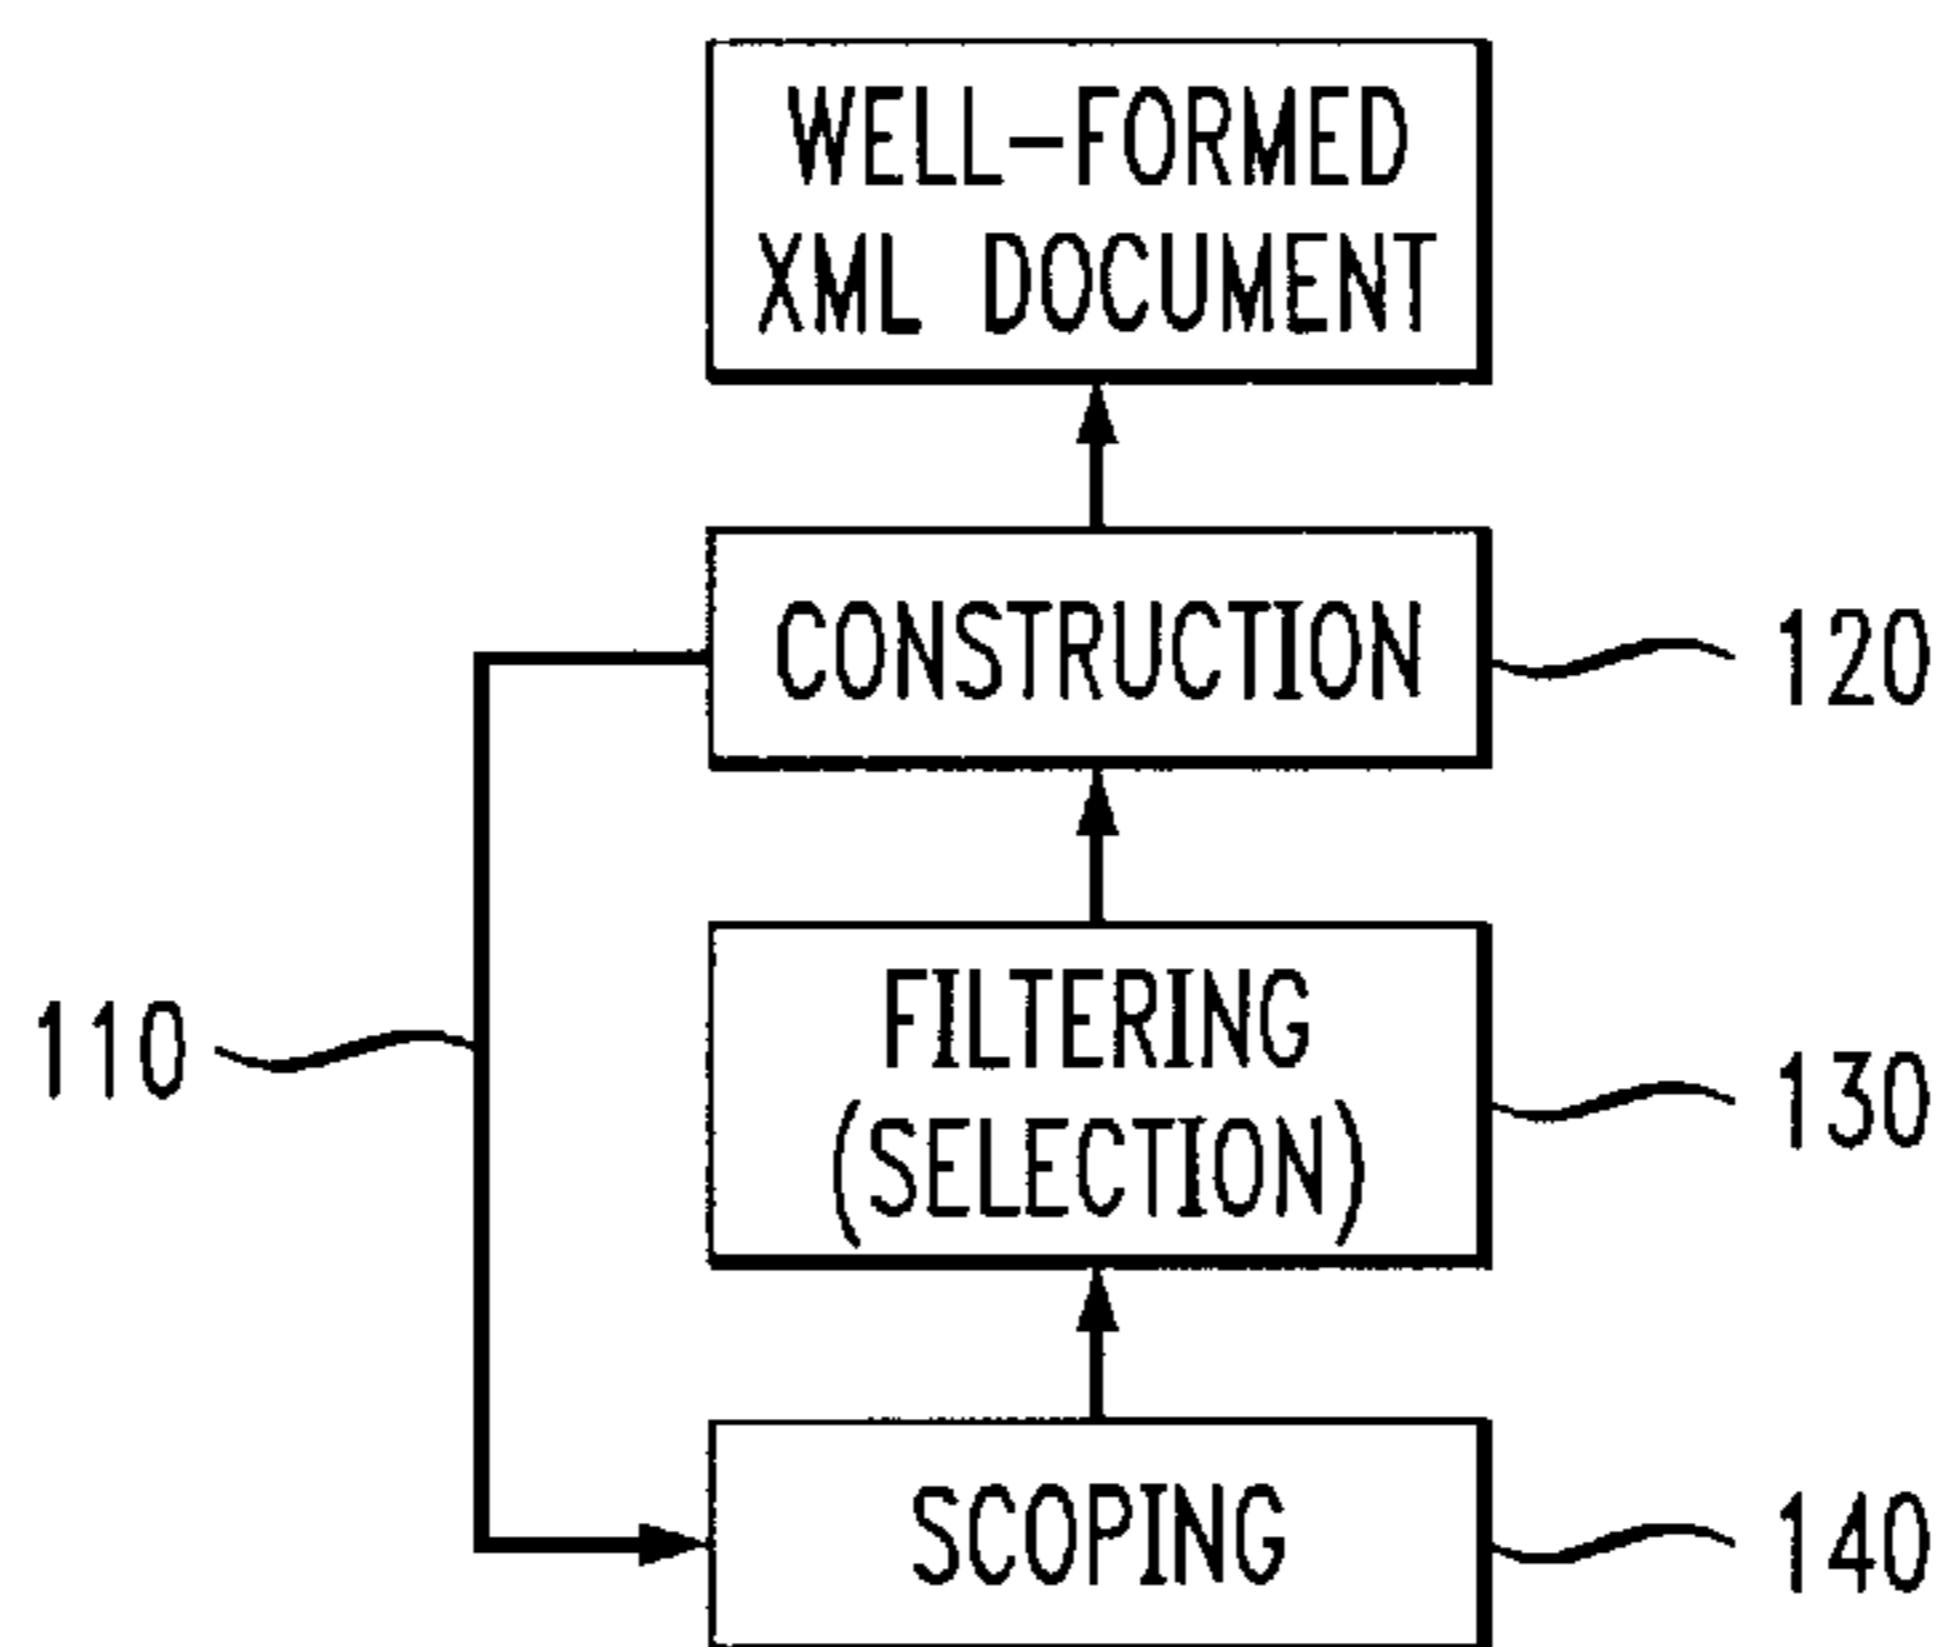 WELL-FORMED
XML DOCUMENT
CONSTRUCTION
120
110
FILTERING
(SELECTION)
130
SCOPING
140